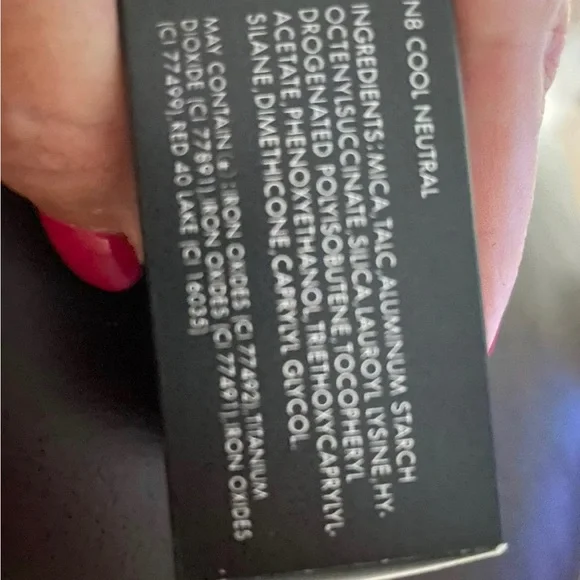 N8 COOL NEUTRAL
INGREDIENTS: MICA, TALC, ALUMINUM STARCH
OCTENYLSUCCINATE, SILICA, LAUROYL LYSINE, HY-
DROGENATED POLYISOBUTENE, TOCOPHERYL
ACETATE, PHENOXYETHANOL, TRIETHOXYCAPRYLYL-
SILANE, DIMETHICONE, CAPRYLYL GLYCOL.
MAY CONTAIN (±): IRON OXIDES (CI 77492), TITANIUM
DIOXIDE (CI 77891), IRON OXIDES (CI 77491), IRON OXIDES
(CI 77499), RED 40 LAKE (CI 16035)